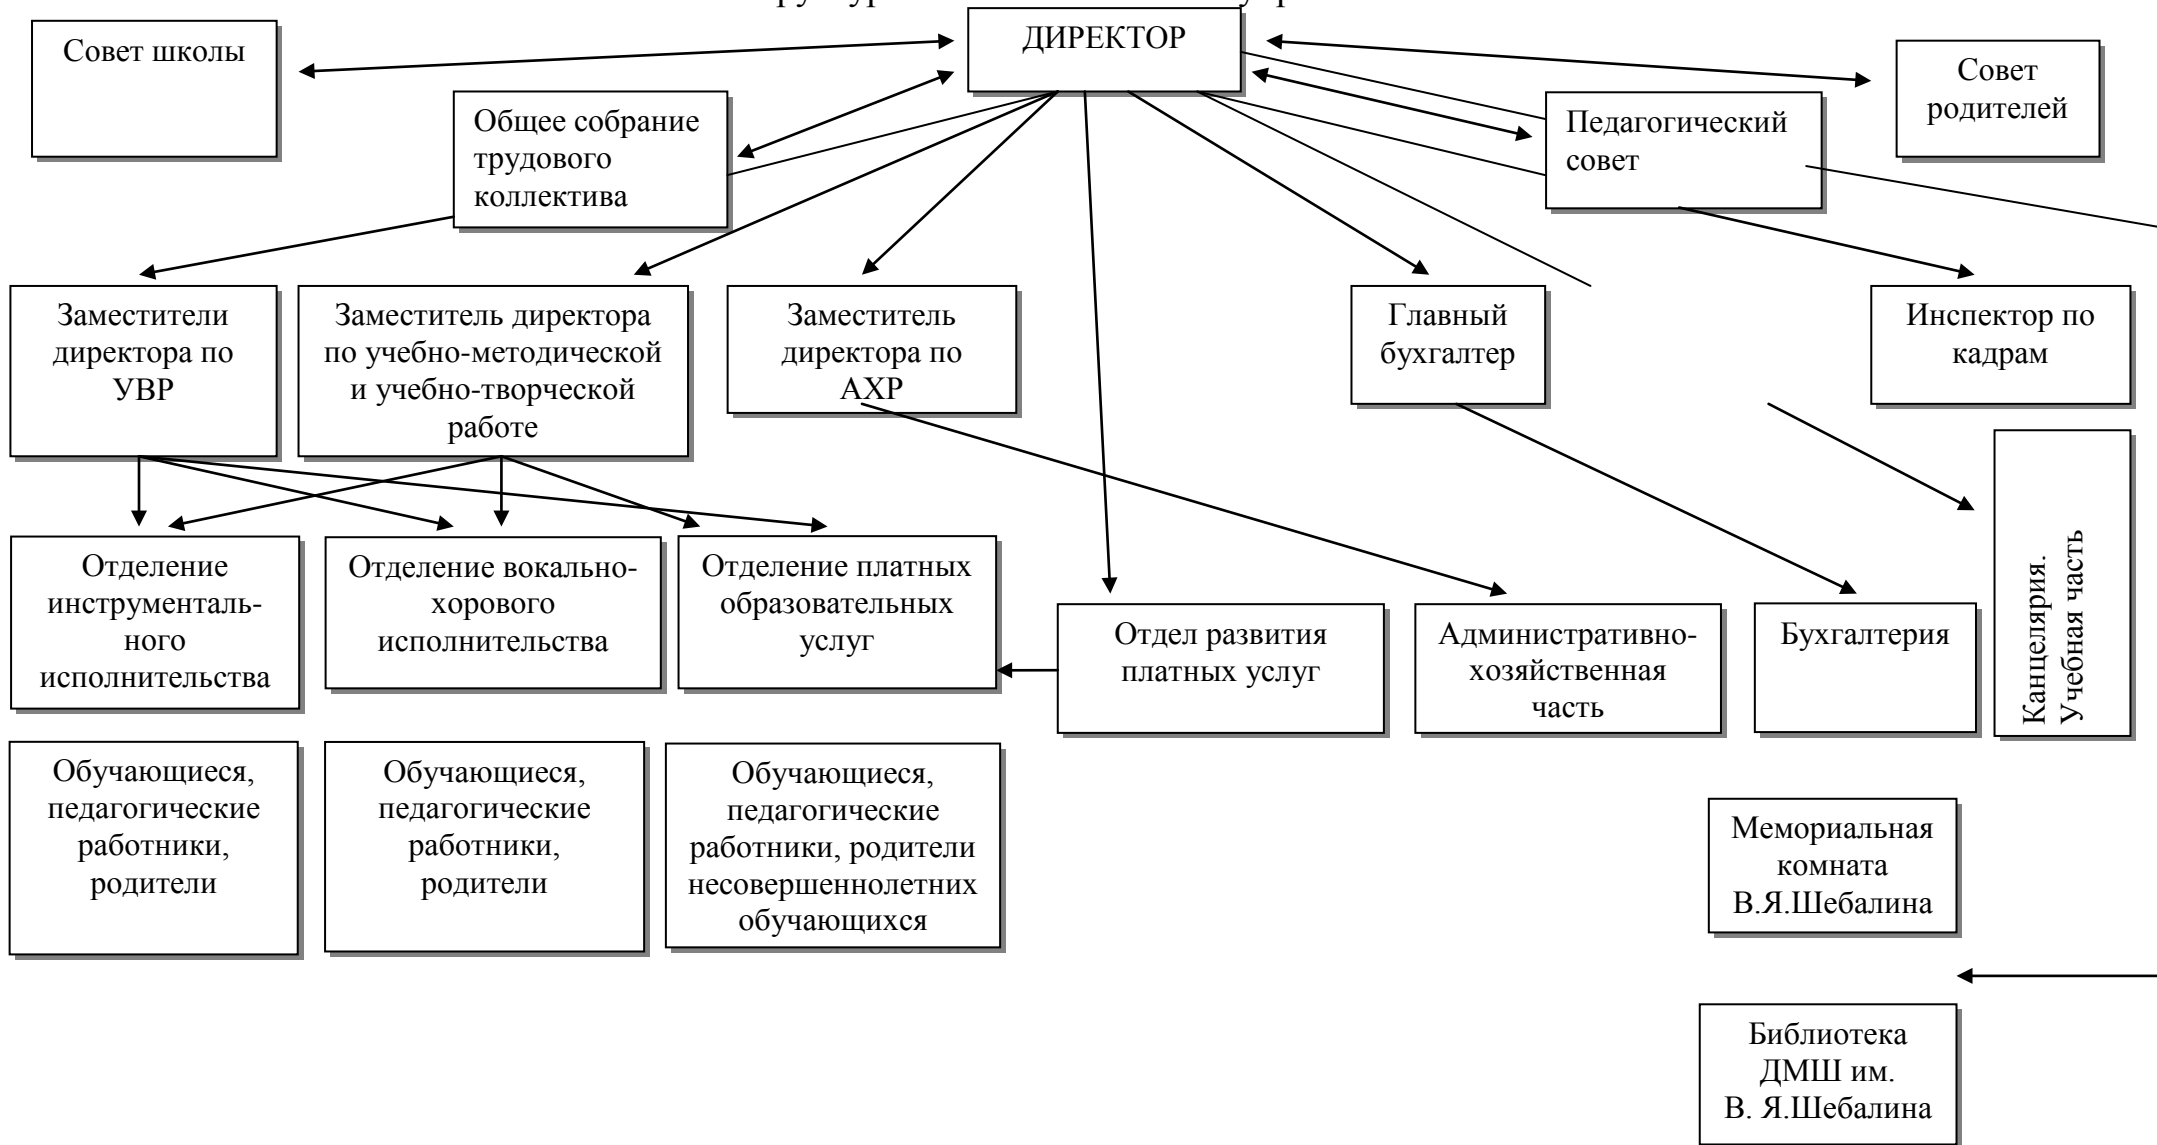 ДИРЕКТОР
Совет школы
Общее собрание
трудового
коллектива
Педагогический
совет
Совет
родителей
Заместители
директора по
УВР
Заместитель директора
по учебно-методической
и учебно-творческой
работе
Заместитель
директора по
АХР
Главный
бухгалтер
Инспектор по
кадрам
Отделение
инструменталь-
ного
исполнительства
Отделение вокально-
хорового
исполнительства
Отделение платных
образовательных
услуг
Отдел развития
платных услуг
Административно-
хозяйственная
часть
Бухгалтерия
Канцелярия.
Учебная часть
Обучающиеся,
педагогические
работники,
родители
Обучающиеся,
педагогические
работники,
родители
Обучающиеся,
педагогические
работники, родители
несовершеннолетних
обучающихся
Мемориальная
комната
В.Я.Шебалина
Библиотека
ДМШ им.
В. Я.Шебалина